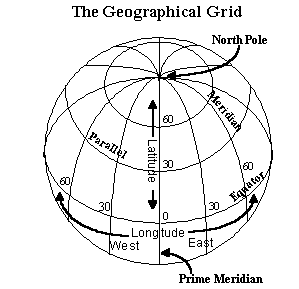 The Geographical Grid
North Pole
Meridian
60
Parallel
Latitude
30
60
60
Equator
30
30
0
Longitude
West
East
Prime Meridian